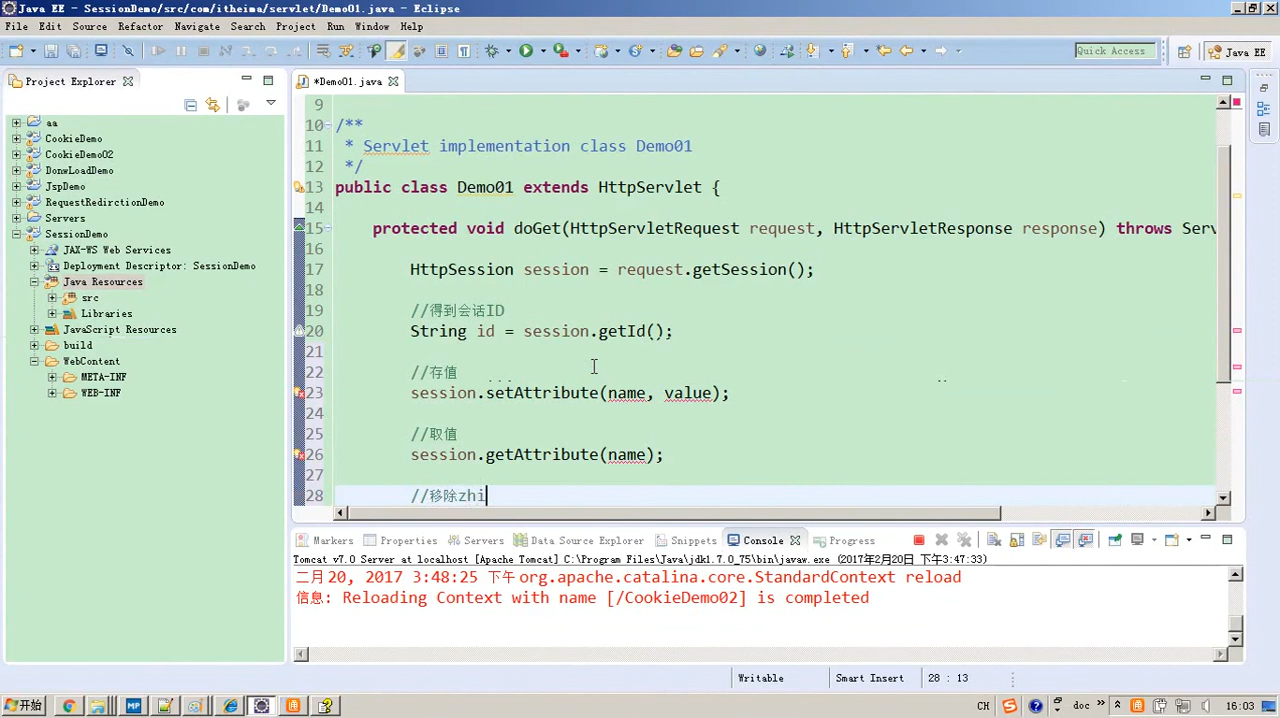 Java EE - SessionDemo/src/com/itheima/servlet/Demo01.java - Eclipse
File Edit Source Refactor Navigate Search Project Run Window Help
Quick Access
Java EE
Project Explorer
*Demo01.java
aa
CookieDemo
CookieDemo02
DonwLoadDemo
JspDemo
RequestRedirctionDemo
Servers
SessionDemo
JAX-WS Web Services
Deployment Descriptor: SessionDemo
Java Resources
src
Libraries
JavaScript Resources
build
WebContent
META-INF
WEB-INF
9
10 /**
11 * Servlet implementation class Demo01
12 */
13 public class Demo01 extends HttpServlet {
14
15 protected void doGet(HttpServletRequest request, HttpServletResponse response) throws Serv
16
17 HttpSession session = request.getSession();
18
19 //得到会话ID
20 String id = session.getId();
21
22 //存值
23 session.setAttribute(name, value);
24
25 //取值
26 session.getAttribute(name);
27
28 //移除zhi
Markers Properties Servers Data Source Explorer Snippets Console Progress
Tomcat v7.0 Server at localhost [Apache Tomcat] C:\Program Files\Java\jdk1.7.0_75\bin\javaw.exe (2017年2月20日 下午3:47:33)
二月 20, 2017 3:48:25 下午 org.apache.catalina.core.StandardContext reload
信息: Reloading Context with name [/CookieDemo02] is completed
Writable Smart Insert 28 : 13
开始 CH doc 16:03